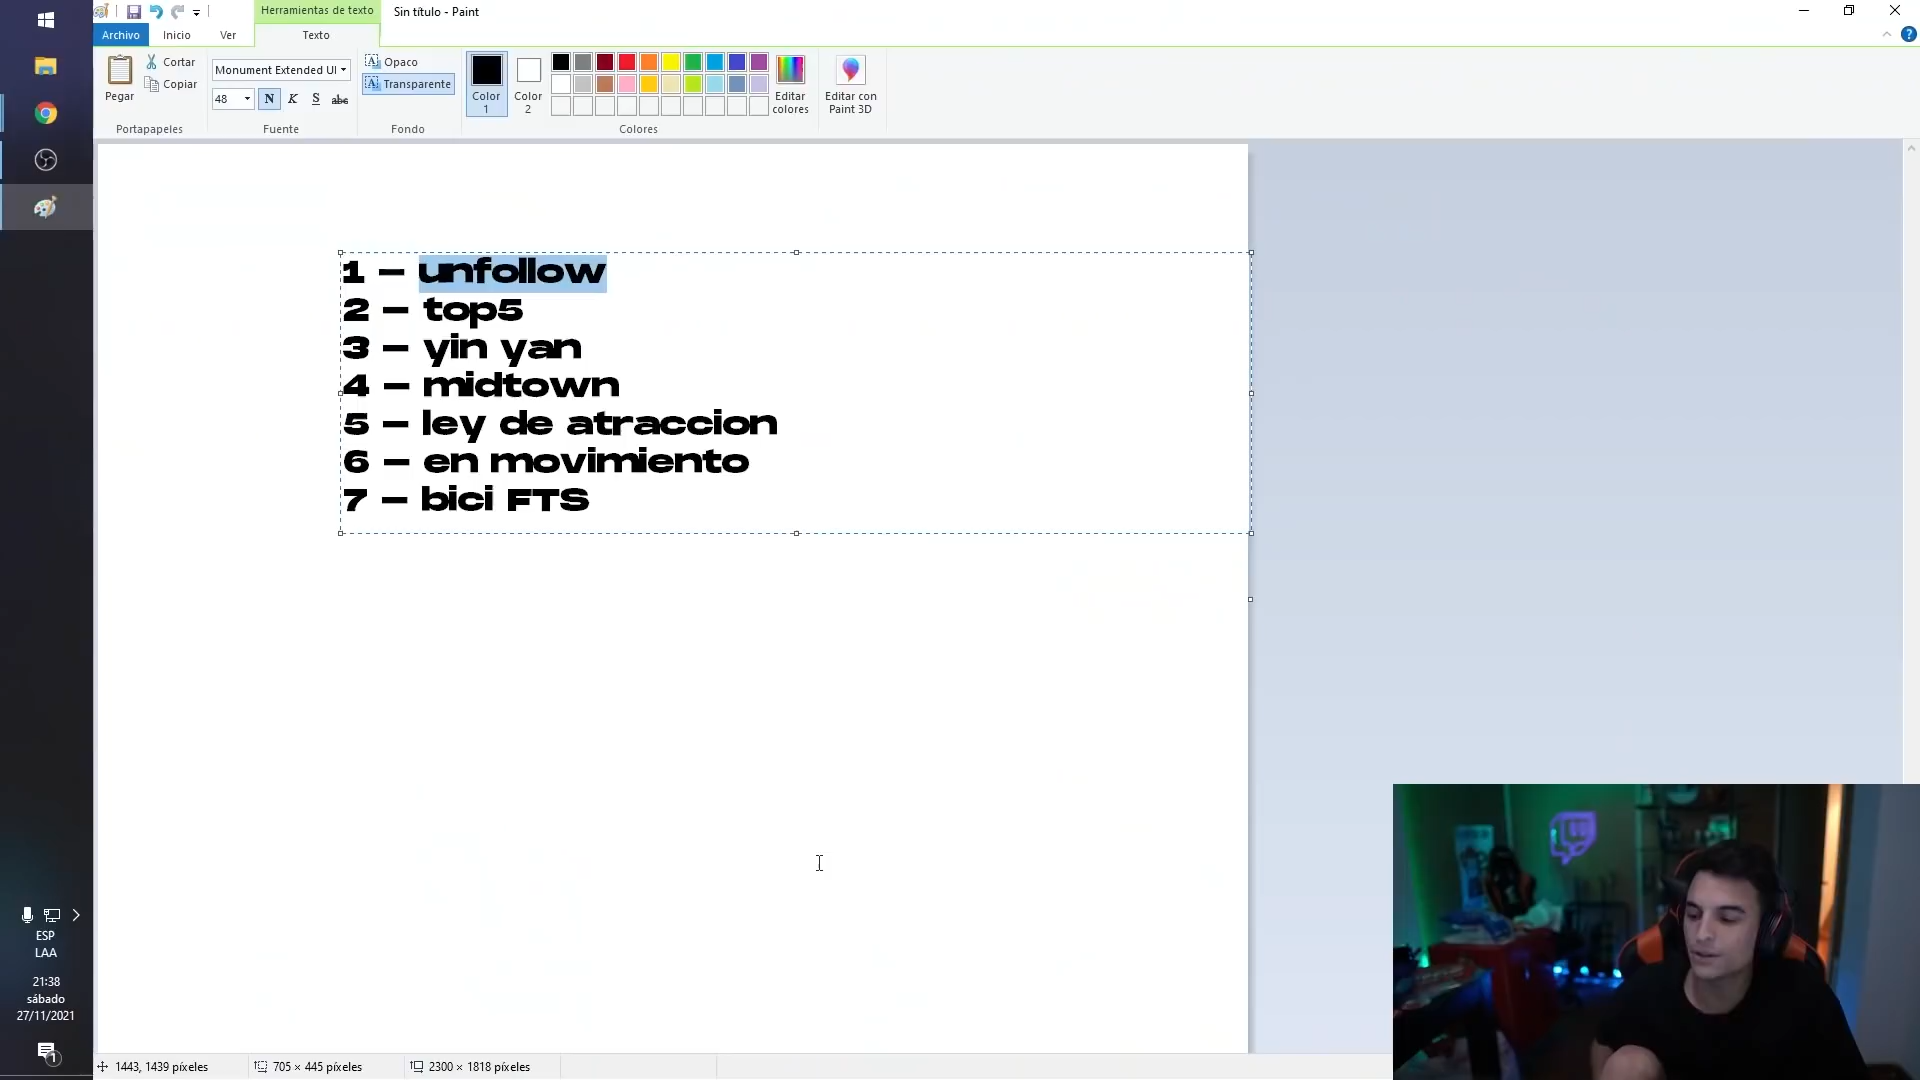 Herramientas de texto
Sin título - Paint
Archivo
Inicio
Ver
Texto
Pegar
Cortar
Copiar
Portapapeles
Monument Extended Ul
48
N K S abc
Fuente
Opaco
Transparente
Fondo
Color 1
Color 2
Editar colores
Colores
Editar con Paint 3D
1 - unfollow
2 - top5
3 - yin yan
4 - midtown
5 - ley de atraccion
6 - en movimiento
7 - bici FTS
ESP
LAA
21:38
sábado
27/11/2021
1
1443, 1439 píxeles
705 × 445 píxeles
2300 × 1818 píxeles